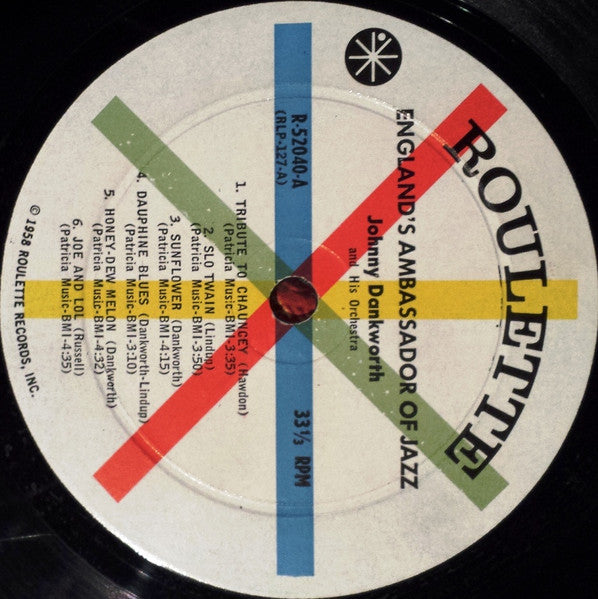 ROULETTE
ENGLAND'S AMBASSADOR OF JAZZ
Johnny Dankworth
and His Orchestra
R-52040-A
(RLP-127-A)
33⅓ RPM
1. TRIBUTE TO CHAUNCEY (Hawdon)
(Patricia Music-BMI-3:35)
2. SLO TWAIN (Lindup)
(Patricia Music-BMI-3:50)
3. SUNFLOWER (Dankworth)
(Patricia Music-BMI-4:15)
4. DAUPHINE BLUES (Dankworth-Lindup)
(Patricia Music-BMI-3:10)
5. HONEY-DEW MELON (Dankworth)
(Patricia Music-BMI-4:32)
6. JOE AND LOL (Russell)
(Patricia Music-BMI-4:35)
© 1958 ROULETTE RECORDS, INC.